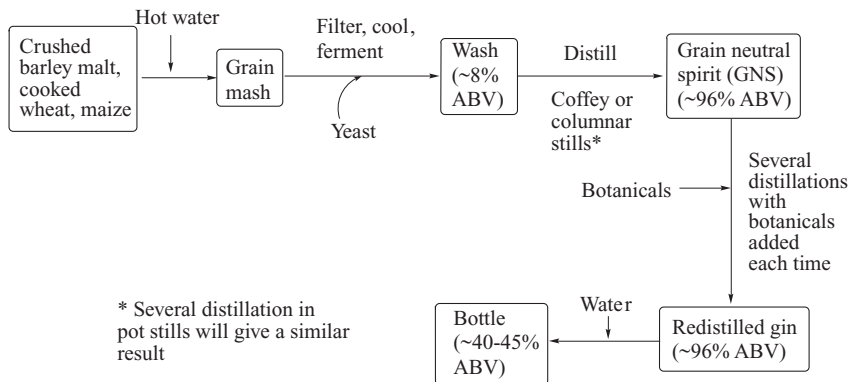 Hot water
Crushed
barley malt,
cooked
wheat, maize
Grain
mash
Filter, cool,
ferment
Yeast
Wash
(~8%
ABV)
Distill
Coffey or
columnar
stills*
Grain neutral
spirit (GNS)
(~96% ABV)
Botanicals
Several
distillations
with
botanicals
added
each time
Redistilled gin
(~96% ABV)
Water
Bottle
(~40-45%
ABV)
* Several distillation in
pot stills will give a similar
result